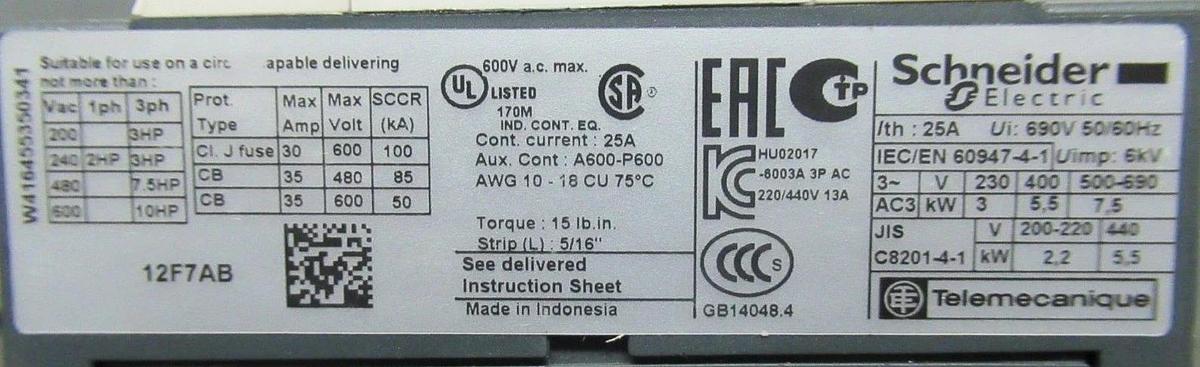 W416455350341
Suitable for use on a circ apable delivering
not more than :
Vac 1ph 3ph
200 3HP
240 2HP 3HP
480 7.5HP
600 10HP
Prot. Type Max Amp Max Volt SCCR (kA)
Cl. J fuse 30 600 100
CB 35 480 85
CB 35 600 50
12F7AB
UL LISTED
170M
IND. CONT. EQ.
600V a.c. max.
SA
Cont. current : 25A
Aux. Cont : A600-P600
AWG 10 - 18 CU 75°C
Torque : 15 lb.in.
Strip (L) : 5/16"
See delivered
Instruction Sheet
Made in Indonesia
EAC
TP
KC
HU02017
-8003A 3P AC
220/440V 13A
CCC S
GB14048.4
Schneider
Electric
Ith : 25A Ui: 690V 50/60Hz
IEC/EN 60947-4-1 Uimp: 6kV
3~ V 230 400 500-690
AC3 kW 3 5,5 7,5
JIS V 200-220 440
C8201-4-1 kW 2,2 5,5
Telemecanique